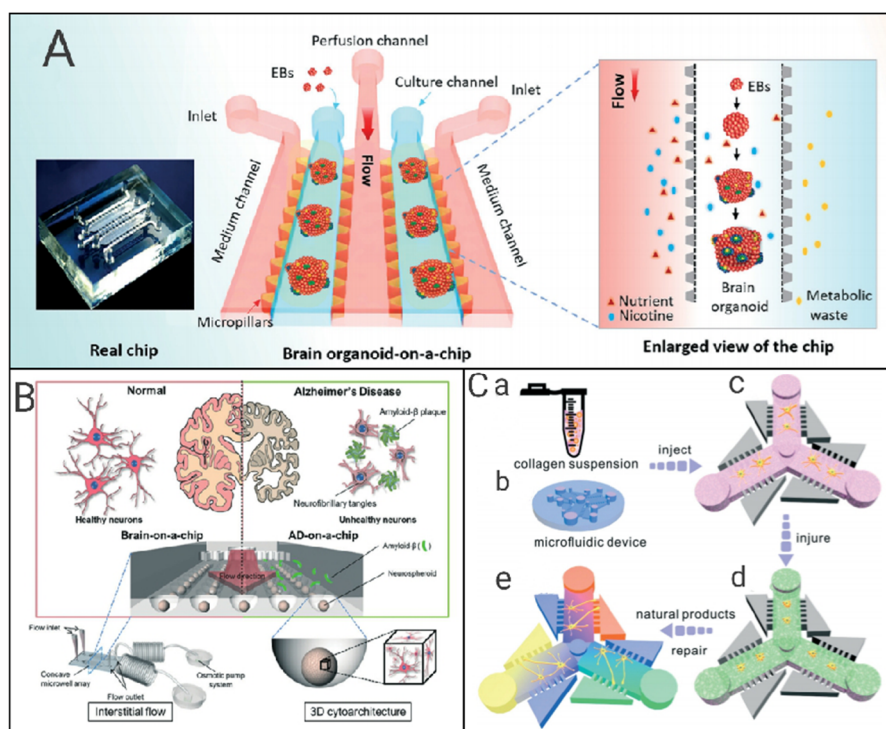 A
Perfusion channel
EBs
Culture channel
Inlet
Inlet
Flow
Medium channel
Medium channel
Micropillars
Real chip
Brain organoid-on-a-chip
Flow
EBs
Brain
organoid
Nutrient
Nicotine
Metabolic
waste
Enlarged view of the chip
B
Normal
Alzheimer's Disease
Amyloid-β plaque
Neurofibrillary tangles
Healthy neurons
Unhealthy neurons
Brain-on-a-chip
AD-on-a-chip
Amyloid-β
Flow direction
Neurospheroid
Flow inlet
Concave
microwell array
Flow outlet
Osmotic pump
system
Interstitial flow
3D cytoarchitecture
C
a
collagen suspension
b
microfluidic device
inject
c
injure
d
natural products
repair
e